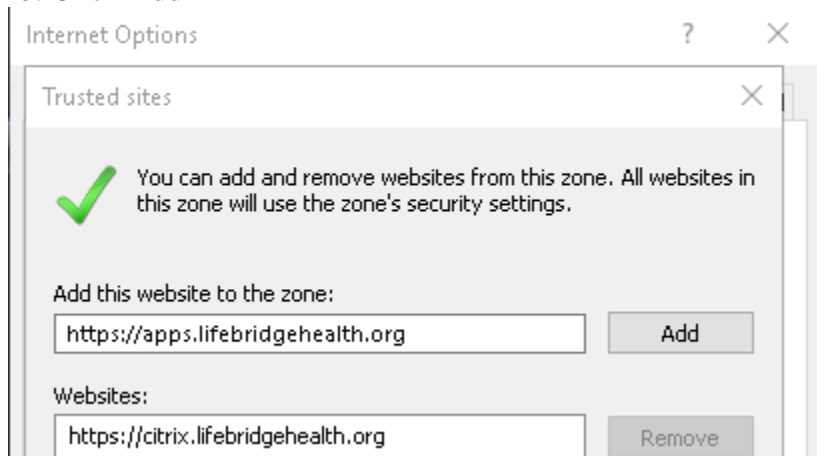 Internet Options ?
Trusted sites
You can add and remove websites from this zone. All websites in
this zone will use the zone's security settings.
Add this website to the zone:
https://apps.lifebridgehealth.org Add
Websites:
https://citrix.lifebridgehealth.org Remove